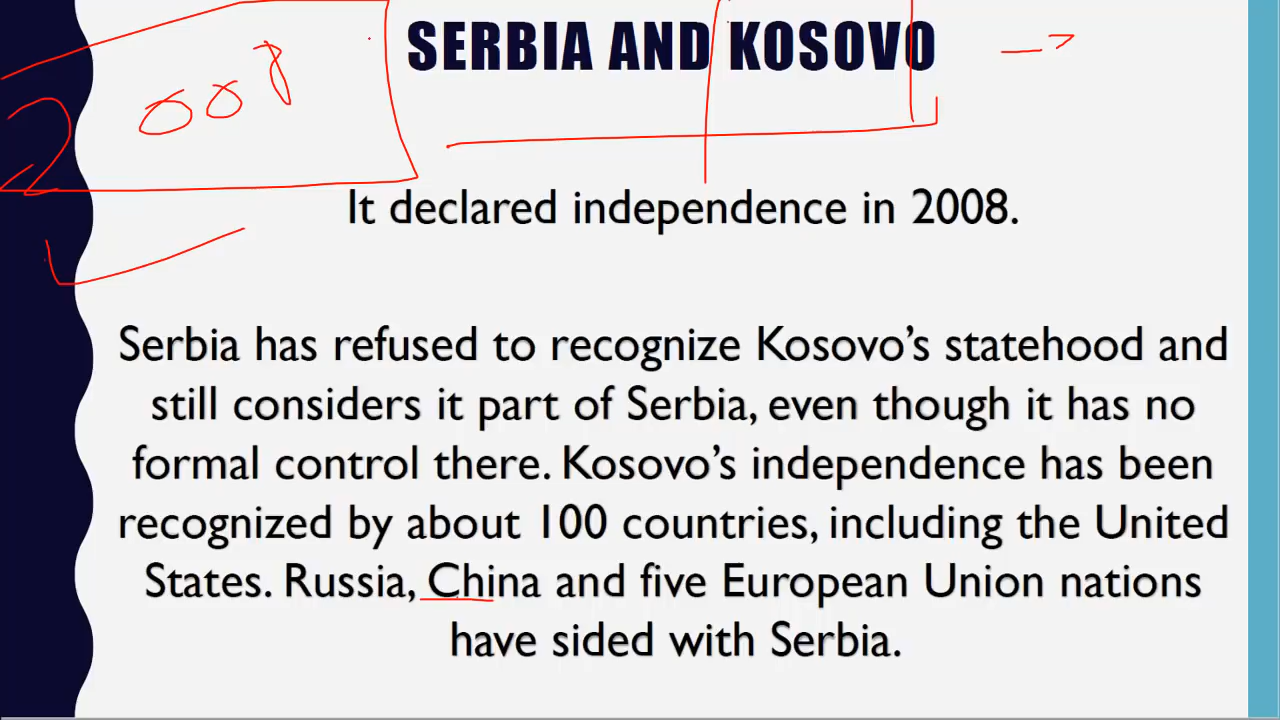 SERBIA AND KOSOVO
2008
It declared independence in 2008.
Serbia has refused to recognize Kosovo’s statehood and
still considers it part of Serbia, even though it has no
formal control there. Kosovo’s independence has been
recognized by about 100 countries, including the United
States. Russia, China and five European Union nations
have sided with Serbia.